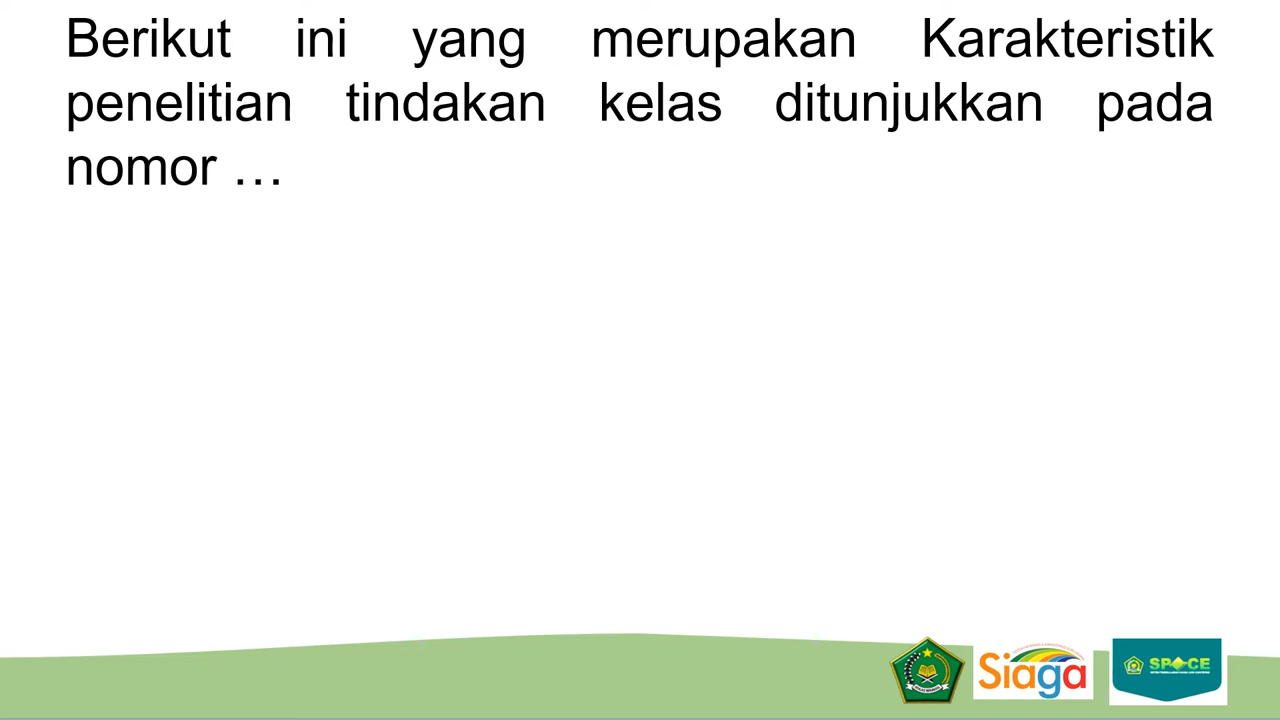 Berikut ini yang merupakan Karakteristik
penelitian tindakan kelas ditunjukkan pada
nomor …
Siaga
SPACE